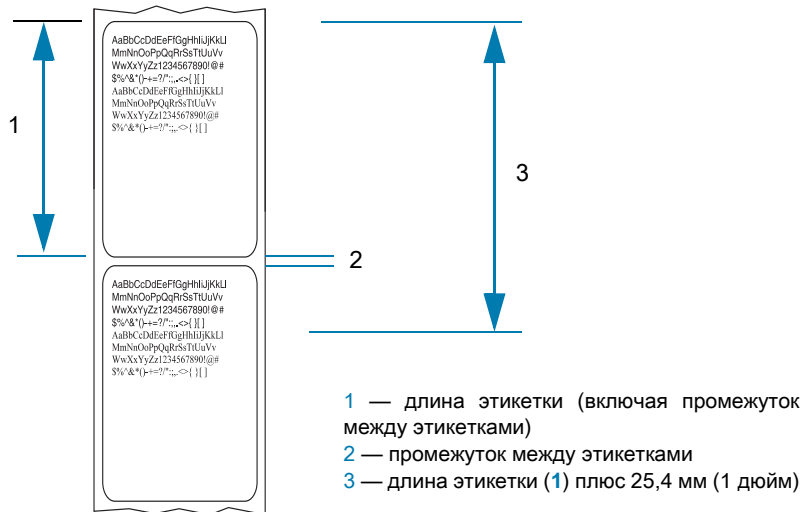 AaBbCcDdEeFfGgHhIiJjKkLl
MmNnOoPpQqRrSsTtUuVv
WwXxYyZz1234567890!@#
$%^&*()-+=?/":;,.<>{ }[ ]
AaBbCcDdEeFfGgHhIiJjKkLl
MmNnOoPpQqRrSsTtUuVv
WwXxYyZz1234567890!@#
$%^&*()-+=?/":;,.<>{ }[ ]
1
3
2
AaBbCcDdEeFfGgHhIiJjKkLl
MmNnOoPpQqRrSsTtUuVv
WwXxYyZz1234567890!@#
$%^&*()-+=?/":;,.<>{ }[ ]
AaBbCcDdEeFfGgHhIiJjKkLl
MmNnOoPpQqRrSsTtUuVv
WwXxYyZz1234567890!@#
$%^&*()-+=?/":;,.<>{ }[ ]
1 — длина этикетки (включая промежуток
между этикетками)
2 — промежуток между этикетками
3 — длина этикетки (1) плюс 25,4 мм (1 дюйм)